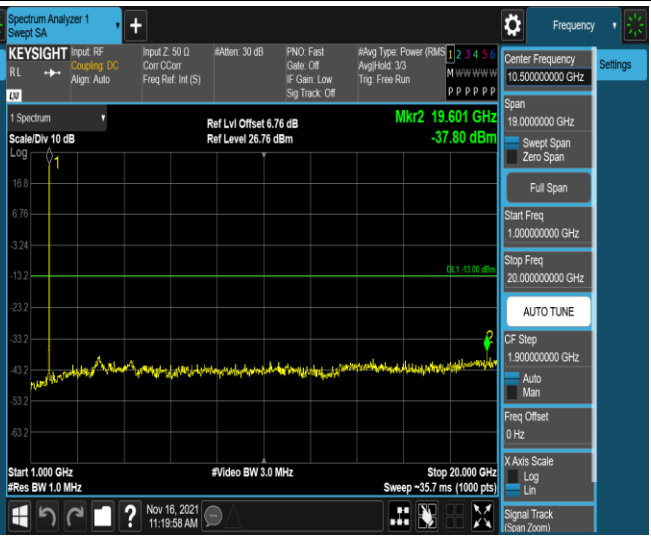 Spectrum Analyzer 1
Swept SA
Frequency
KEYSIGHT
Input: RF
Coupling: DC
Align: Auto
Input Z: 50 Ω
Corr CCorr
Freq Ref: Int (S)
#Atten: 30 dB
PNO: Fast
Gate: Off
IF Gain: Low
Sig Track: Off
#Avg Type: Power (RMS
Avg|Hold: 3/3
Trig: Free Run
1 2 3 4 5 6
M W W W W W
P P P P P P
R L
LXI
1 Spectrum
Scale/Div 10 dB
Log
Ref Lvl Offset 6.76 dB
Ref Level 26.76 dBm
Mkr2 19.601 GHz
-37.80 dBm
1
16.8
6.76
-3.24
-13.2
DL1 -13.00 dBm
-23.2
-33.2
2
-43.2
-53.2
-63.2
Start 1.000 GHz
#Res BW 1.0 MHz
#Video BW 3.0 MHz
Stop 20.000 GHz
Sweep ~35.7 ms (1000 pts)
Center Frequency
10.500000000 GHz
Settings
Span
19.0000000 GHz
Swept Span
Zero Span
Full Span
Start Freq
1.000000000 GHz
Stop Freq
20.000000000 GHz
AUTO TUNE
CF Step
1.900000000 GHz
Auto
Man
Freq Offset
0 Hz
X Axis Scale
Log
Lin
Signal Track
(Span Zoom)
?
Nov 16, 2021
11:19:58 AM